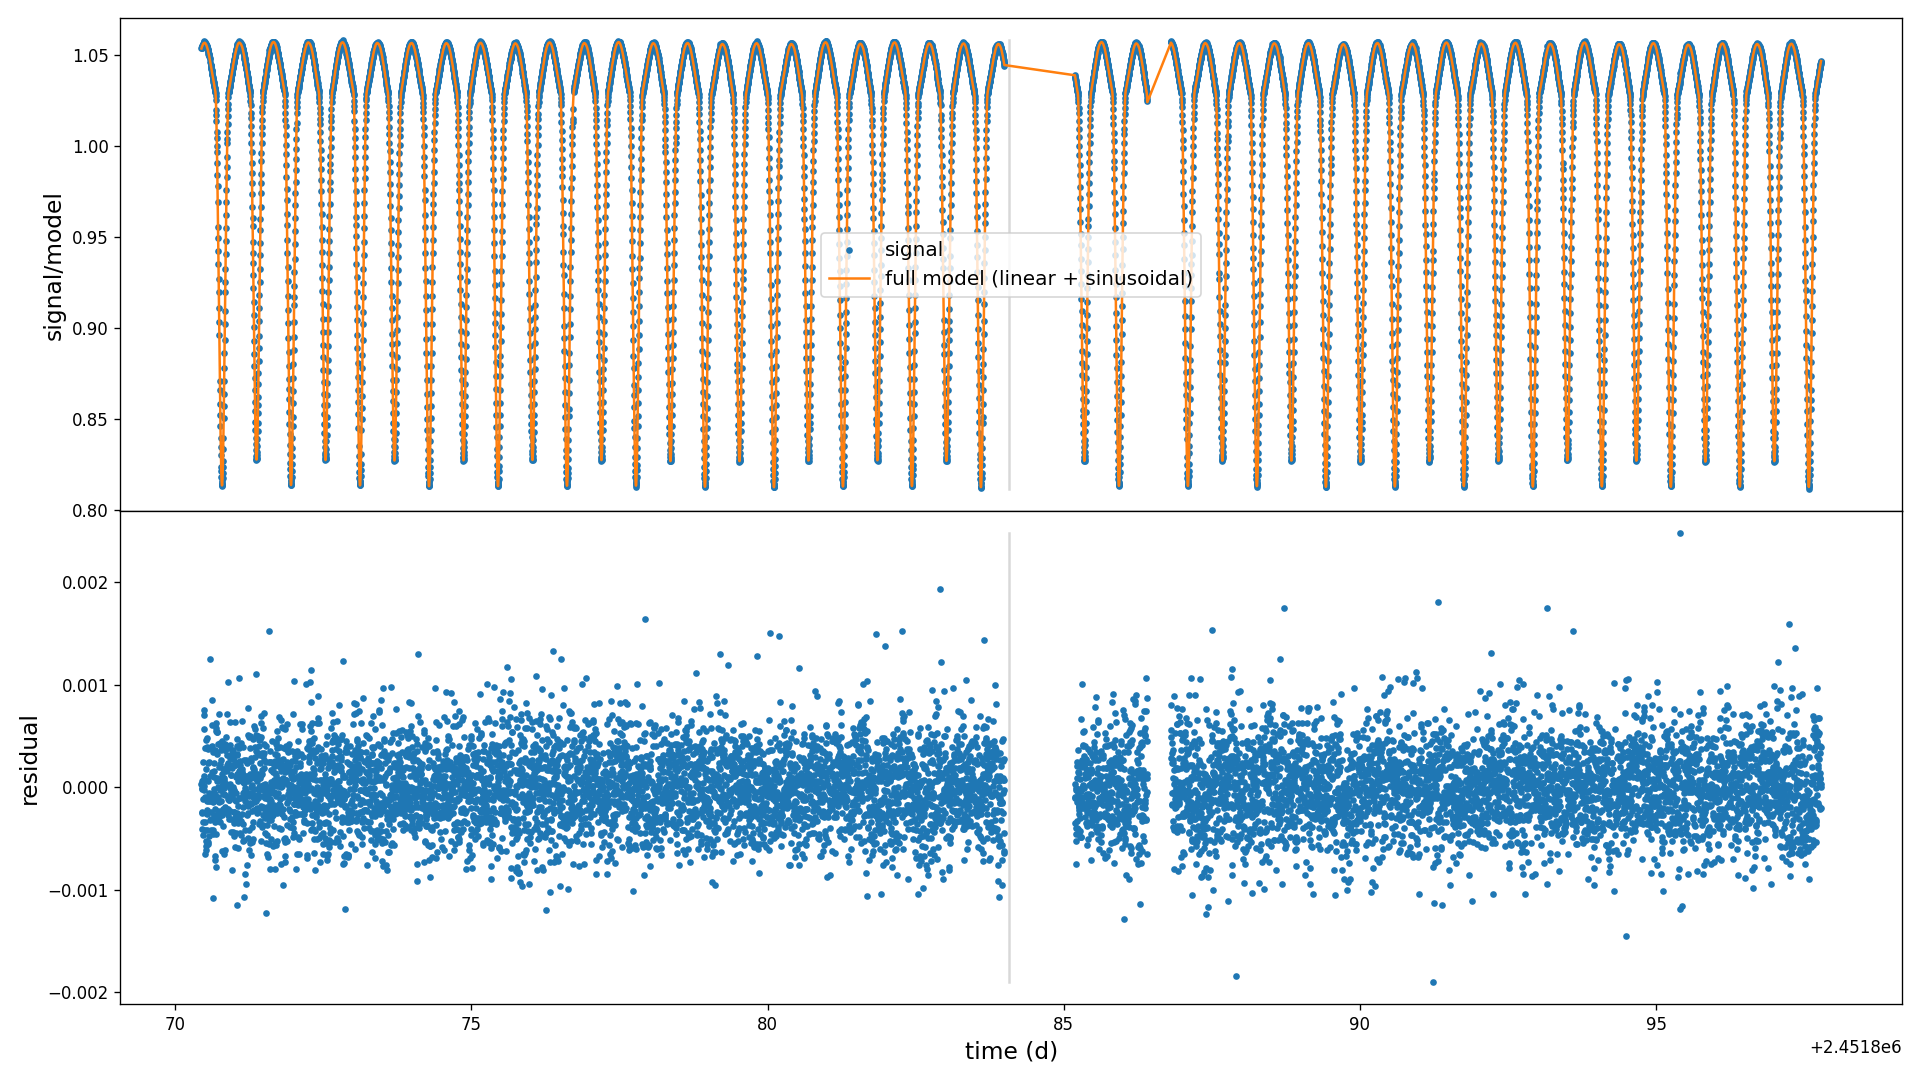 1.05
1.00
0.95
0.90
0.85
0.80
signal/model
signal
full model (linear + sinusoidal)
0.002
0.001
0.000
−0.001
−0.002
residual
70
75
80
85
90
95
time (d)
+2.4518e6